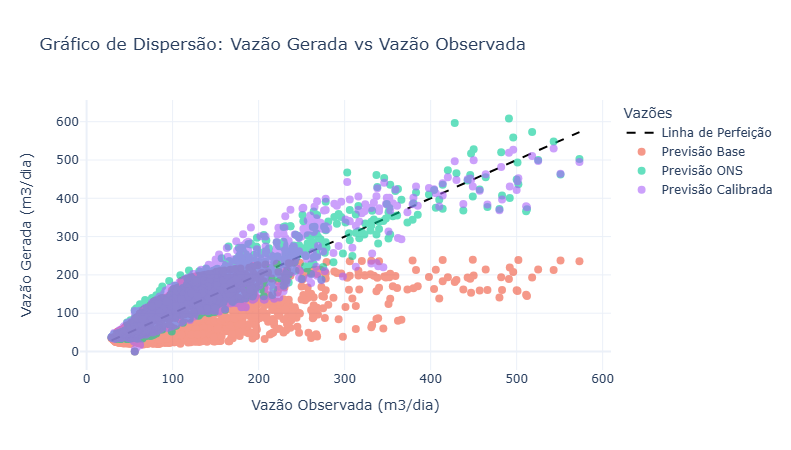 Gráfico de Dispersão: Vazão Gerada vs Vazão Observada
Vazões
Linha de Perfeição
Previsão Base
Previsão ONS
Previsão Calibrada
Vazão Gerada (m3/dia)
600
500
400
300
200
100
0
0 100 200 300 400 500 600
Vazão Observada (m3/dia)